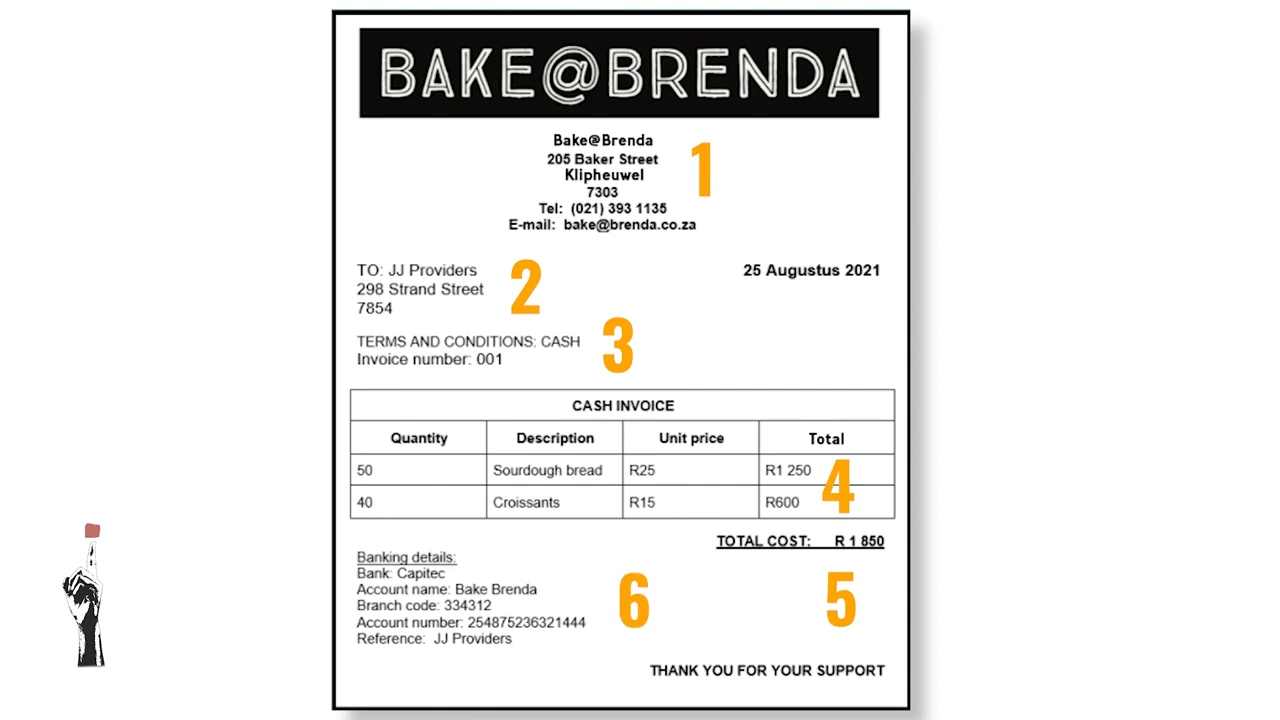 BAKE@BRENDA
Bake@Brenda
205 Baker Street
Klipheuwel
7303
Tel: (021) 393 1135
E-mail: bake@brenda.co.za
1
TO: JJ Providers
298 Strand Street
7854
2
25 Augustus 2021
TERMS AND CONDITIONS: CASH
Invoice number: 001
3
CASH INVOICE
Quantity Description Unit price Total
50 Sourdough bread R25 R1 250
40 Croissants R15 R600
4
TOTAL COST: R 1 850
5
Banking details:
Bank: Capitec
Account name: Bake Brenda
Branch code: 334312
Account number: 254875236321444
Reference: JJ Providers
6
THANK YOU FOR YOUR SUPPORT